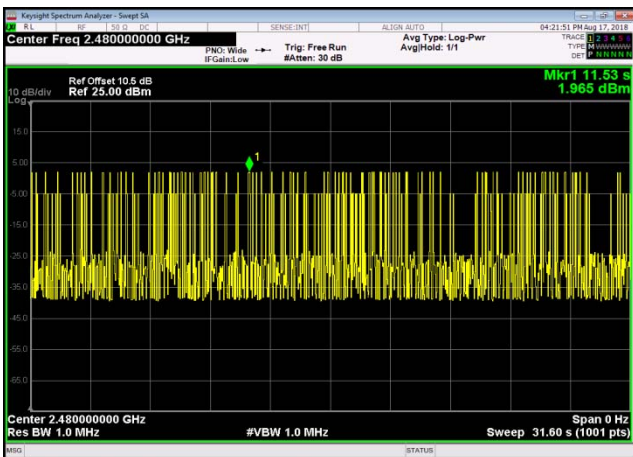 Keysight Spectrum Analyzer - Swept SA
RL RF 50 Ω DC SENSE:INT ALIGN AUTO 04:21:51 PM Aug 17, 2018
Center Freq 2.480000000 GHz
PNO: Wide
IFGain:Low
Trig: Free Run
#Atten: 30 dB
Avg Type: Log-Pwr
Avg|Hold: 1/1
TRACE 1 2 3 4 5 6
TYPE M WWWWW
DET P NNNNN
Ref Offset 10.5 dB
10 dB/div Ref 25.00 dBm
Log
Mkr1 11.53 s
1.965 dBm
15.0
5.00
1
-5.00
-15.0
-25.0
-35.0
-45.0
-55.0
-65.0
Center 2.480000000 GHz Span 0 Hz
Res BW 1.0 MHz #VBW 1.0 MHz Sweep 31.60 s (1001 pts)
MSG STATUS